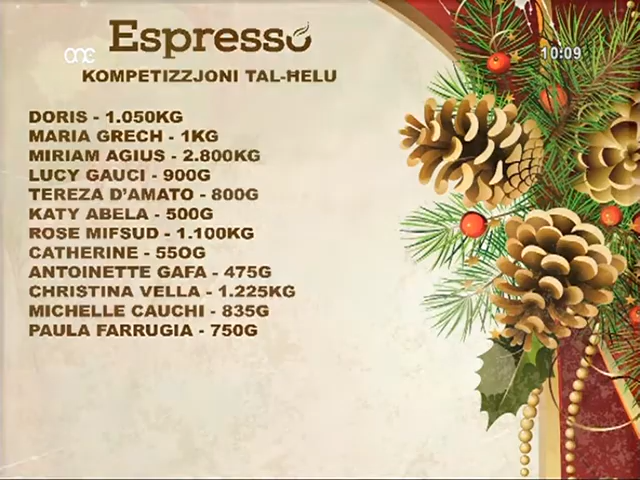 Espresso
one
10:09
KOMPETIZZJONI TAL-ĦELU
DORIS - 1.050KG
MARIA GRECH - 1KG
MIRIAM AGIUS - 2.800KG
LUCY GAUCI - 900G
TEREZA D'AMATO - 800G
KATY ABELA - 500G
ROSE MIFSUD - 1.100KG
CATHERINE - 550G
ANTOINETTE GAFA - 475G
CHRISTINA VELLA - 1.225KG
MICHELLE CAUCHI - 835G
PAULA FARRUGIA - 750G